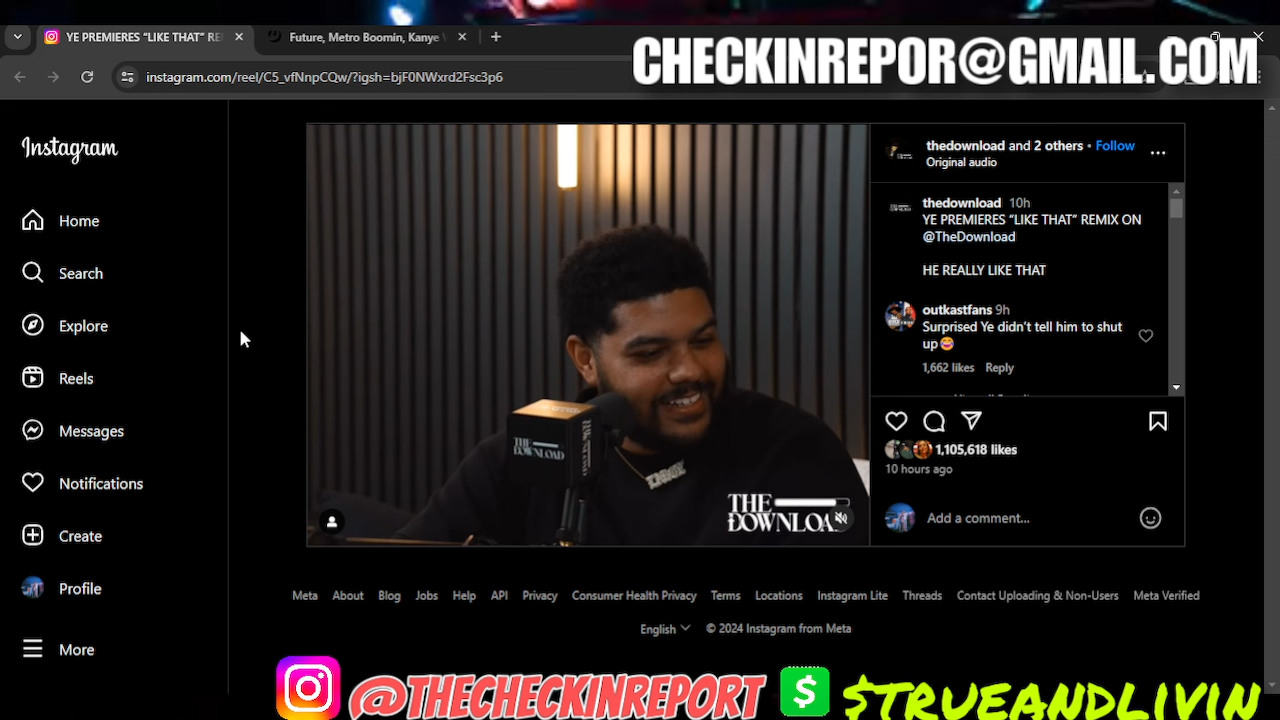 YE PREMIERES “LIKE THAT” RE
Future, Metro Boomin, Kanye
CHECKINREPOR@GMAIL.COM
instagram.com/reel/C5_vfNnpCQw/?igsh=bjF0NWxrd2Fsc3p6
Instagram
Home
Search
Explore
Reels
Messages
Notifications
Create
Profile
More
THE
DOWNLOAD
THE
thedownload and 2 others • Follow
Original audio
thedownload 10h
YE PREMIERES “LIKE THAT” REMIX ON
@TheDownload
HE REALLY LIKE THAT
outkastfans 9h
Surprised Ye didn’t tell him to shut
up😂
1,662 likes Reply
1,105,618 likes
10 hours ago
Add a comment...
Meta About Blog Jobs Help API Privacy Consumer Health Privacy Terms Locations Instagram Lite Threads Contact Uploading & Non-Users Meta Verified
English © 2024 Instagram from Meta
@THECHECKINREPORT $TRUEANDLIVIN